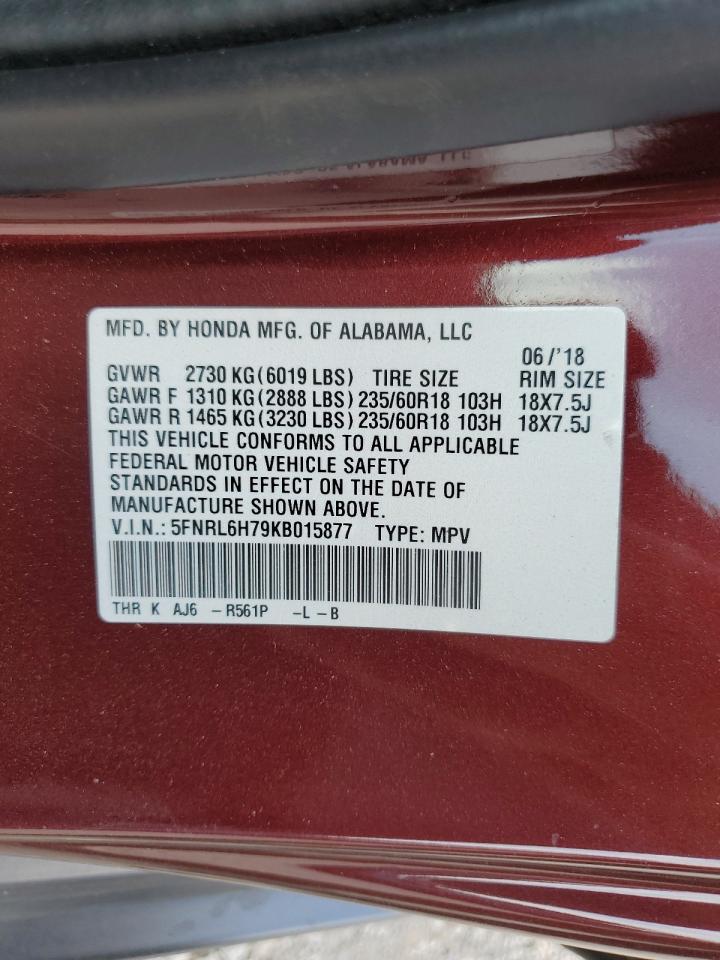 MFD. BY HONDA MFG. OF ALABAMA, LLC
06/'18
GVWR 2730 KG(6019 LBS) TIRE SIZE RIM SIZE
GAWR F 1310 KG(2888 LBS)235/60R18 103H 18X7.5J
GAWR R 1465 KG(3230 LBS)235/60R18 103H 18X7.5J
THIS VEHICLE CONFORMS TO ALL APPLICABLE
FEDERAL MOTOR VEHICLE SAFETY
STANDARDS IN EFFECT ON THE DATE OF
MANUFACTURE SHOWN ABOVE.
V.I.N.: 5FNRL6H79KB015877 TYPE: MPV
THR K AJ6 -R561P -L -B